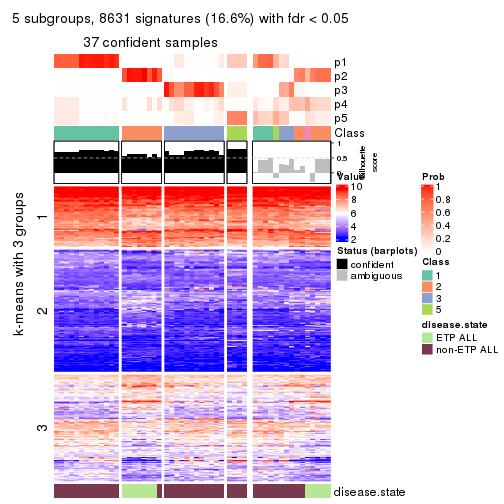 5 subgroups, 8631 signatures (16.6%) with fdr < 0.05
37 confident samples
p1
p2
p3
p4
p5
Class
1
0.5
0
Silhouette
score
k-means with 3 groups
1
2
3
disease.state
Value
10
8
6
4
2
Status (barplots)
confident
ambiguous
Prob
1
0.8
0.6
0.4
0.2
0
Class
1
2
3
5
disease.state
ETP ALL
non-ETP ALL